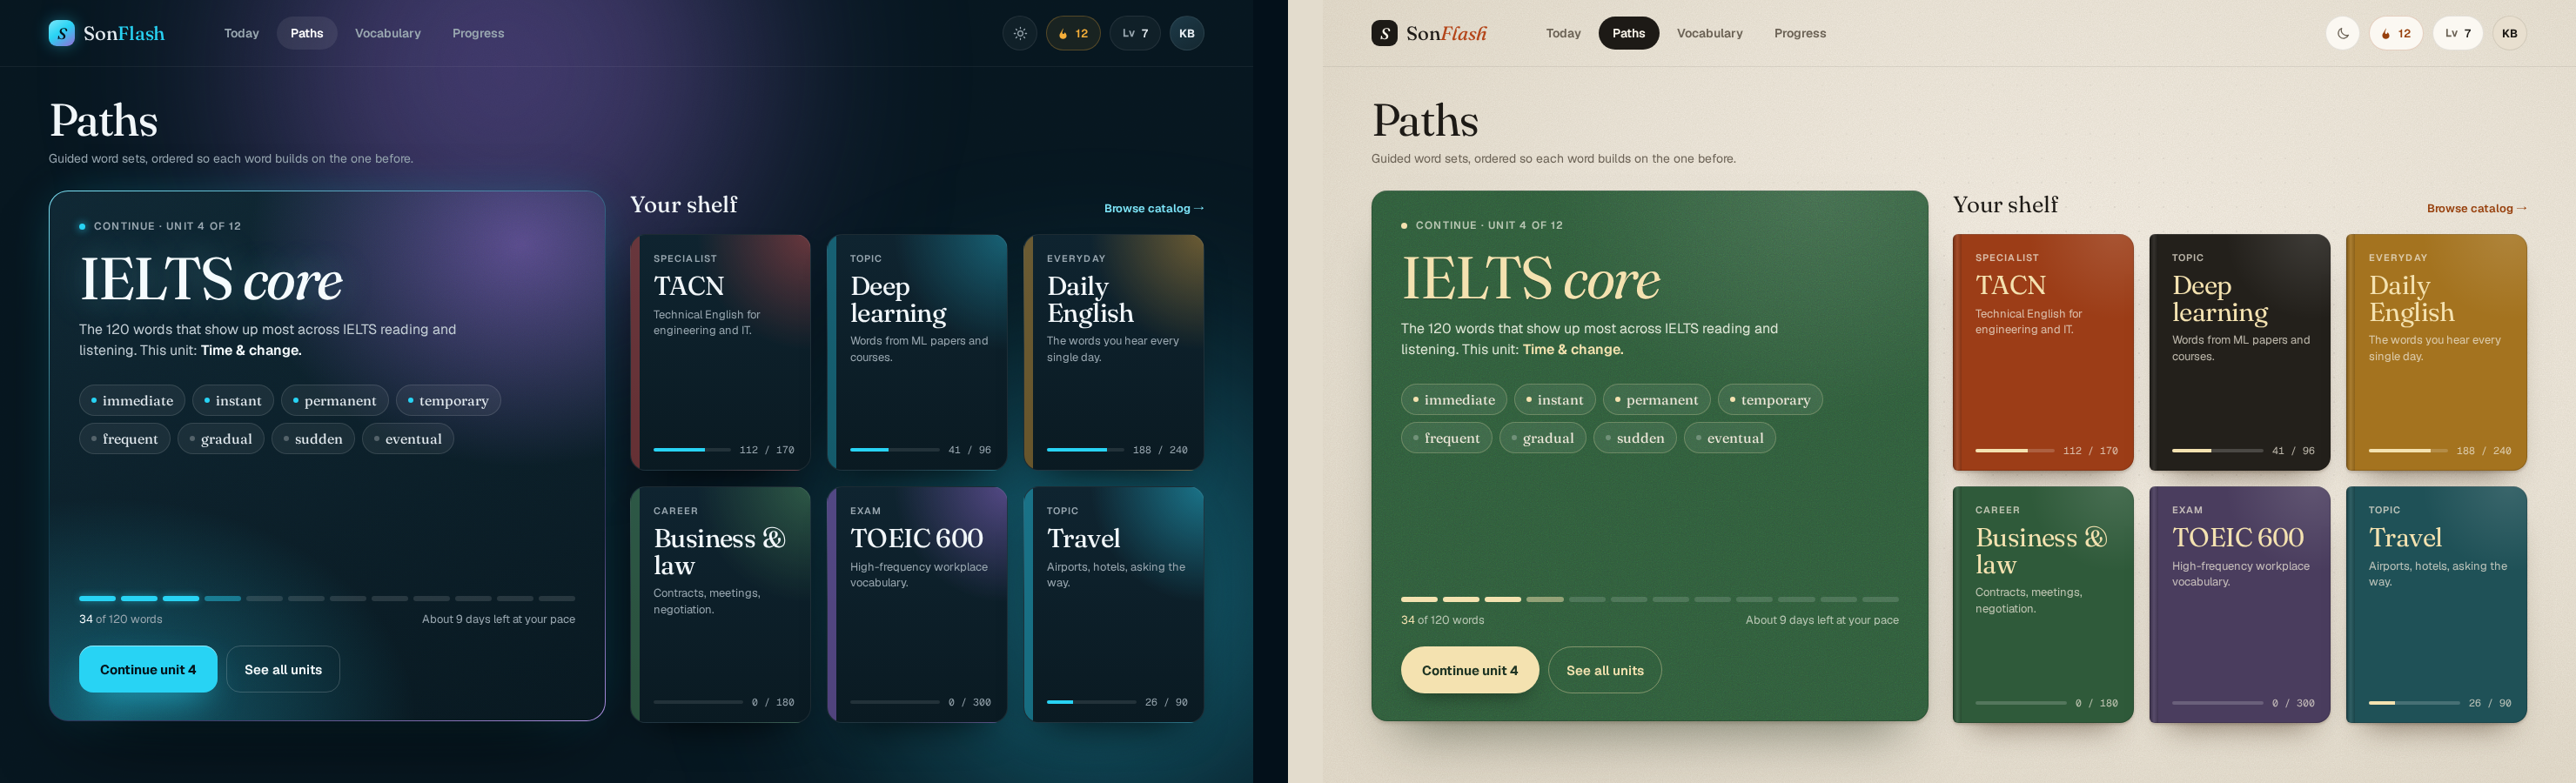 SonFlash
Today
Paths
Vocabulary
Progress
12
Lv 7
KB
Paths
Guided word sets, ordered so each word builds on the one before.
CONTINUE · UNIT 4 OF 12
IELTS core
The 120 words that show up most across IELTS reading and
listening. This unit: Time & change.
immediate
instant
permanent
temporary
frequent
gradual
sudden
eventual
34 of 120 words
About 9 days left at your pace
Continue unit 4
See all units
Your shelf
Browse catalog →
SPECIALIST
TACN
Technical English for
engineering and IT.
112 / 170
TOPIC
Deep
learning
Words from ML papers and
courses.
41 / 96
EVERYDAY
Daily
English
The words you hear every
single day.
188 / 240
CAREER
Business &
law
Contracts, meetings,
negotiation.
0 / 180
EXAM
TOEIC 600
High-frequency workplace
vocabulary.
0 / 300
TOPIC
Travel
Airports, hotels, asking the
way.
26 / 90
SonFlash
Today
Paths
Vocabulary
Progress
12
Lv 7
KB
Paths
Guided word sets, ordered so each word builds on the one before.
CONTINUE · UNIT 4 OF 12
IELTS core
The 120 words that show up most across IELTS reading and
listening. This unit: Time & change.
immediate
instant
permanent
temporary
frequent
gradual
sudden
eventual
34 of 120 words
About 9 days left at your pace
Continue unit 4
See all units
Your shelf
Browse catalog →
SPECIALIST
TACN
Technical English for
engineering and IT.
112 / 170
TOPIC
Deep
learning
Words from ML papers and
courses.
41 / 96
EVERYDAY
Daily
English
The words you hear every
single day.
188 / 240
CAREER
Business &
law
Contracts, meetings,
negotiation.
0 / 180
EXAM
TOEIC 600
High-frequency workplace
vocabulary.
0 / 300
TOPIC
Travel
Airports, hotels, asking the
way.
26 / 90